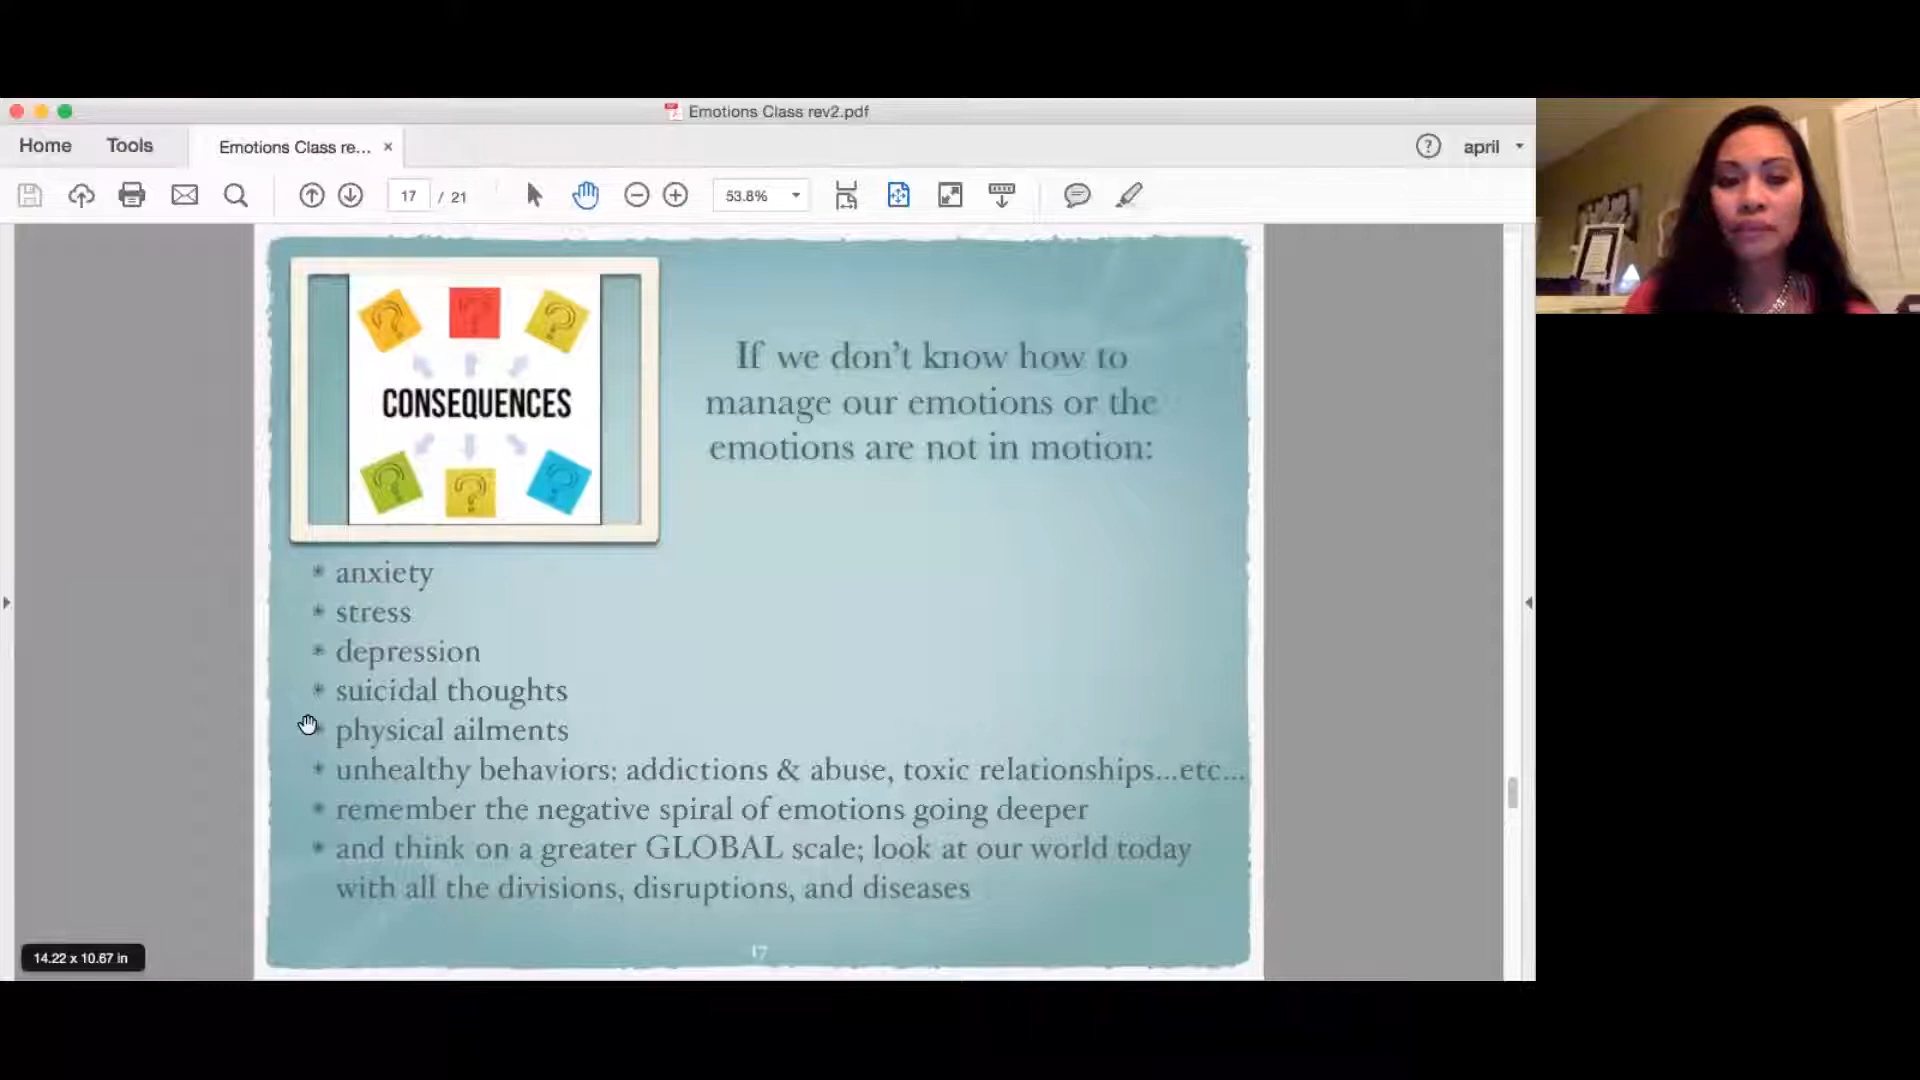 Emotions Class rev2.pdf
Home
Tools
Emotions Class re...
april
17 / 21
53.8%
CONSEQUENCES
If we don't know how to
manage our emotions or the
emotions are not in motion:
* anxiety
* stress
* depression
* suicidal thoughts
* physical ailments
* unhealthy behaviors: addictions & abuse, toxic relationships...etc...
* remember the negative spiral of emotions going deeper
* and think on a greater GLOBAL scale; look at our world today
with all the divisions, disruptions, and diseases
17
14.22 x 10.67 in